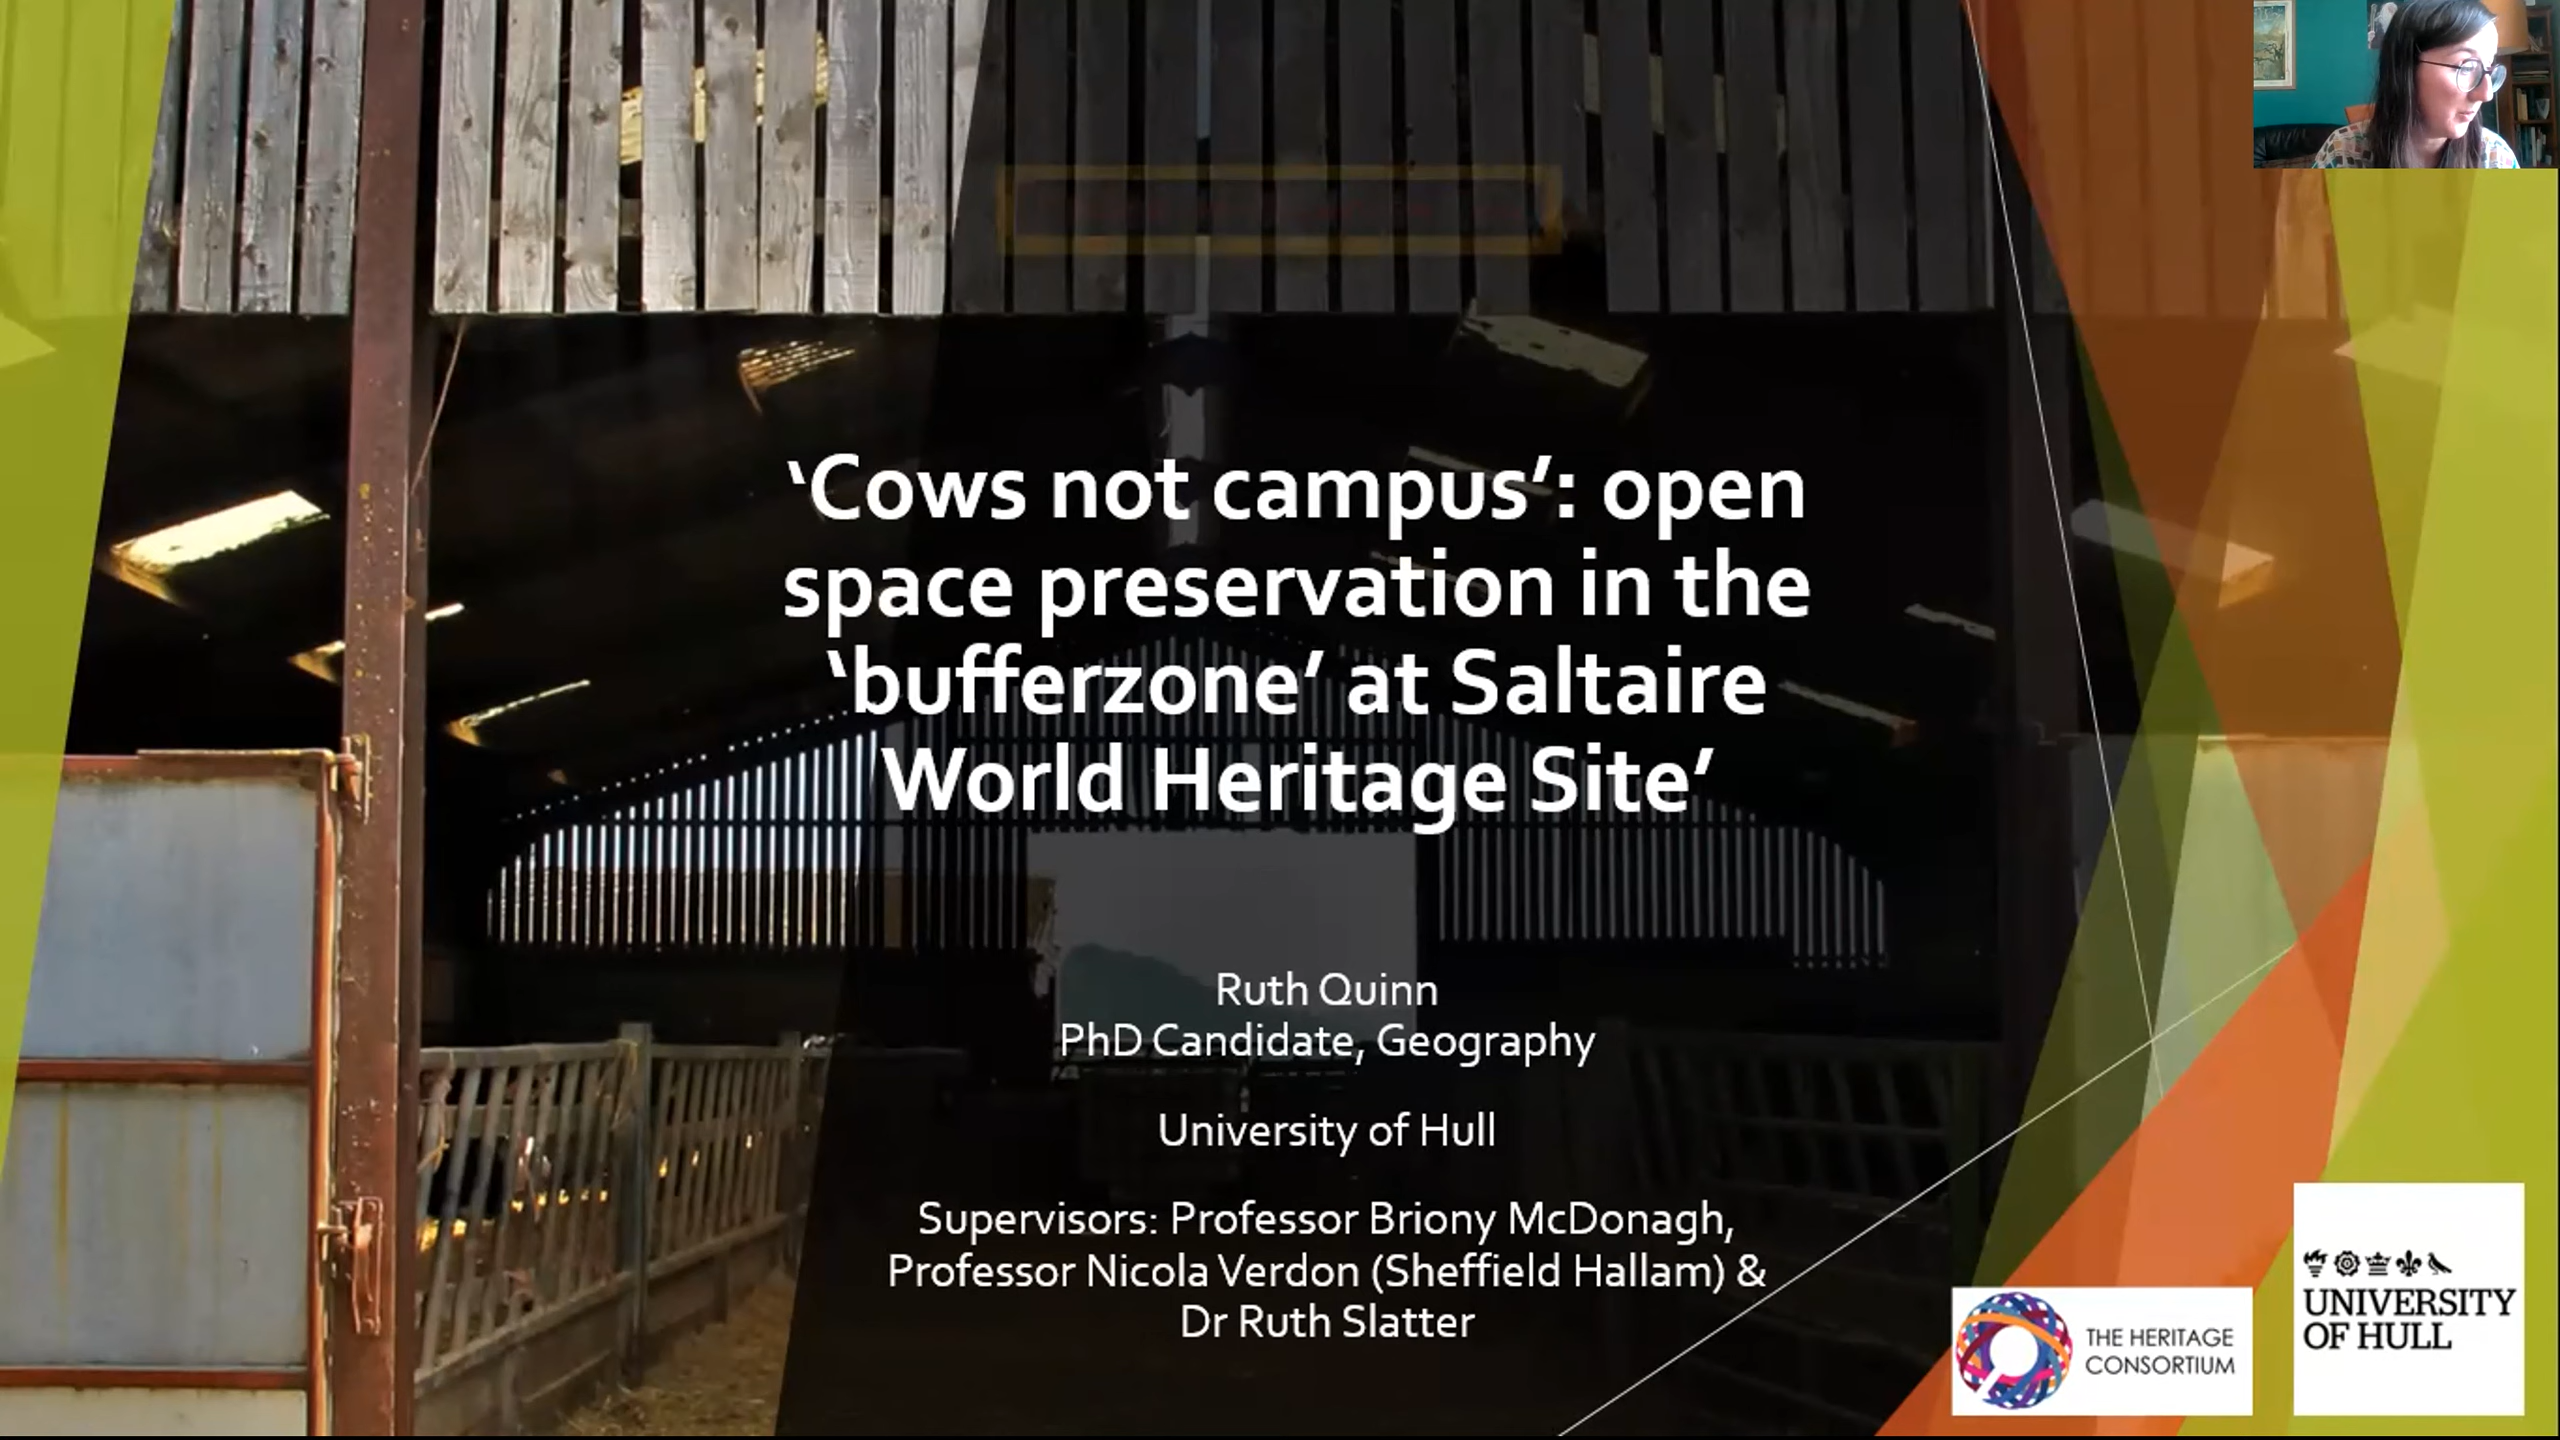 ‘Cows not campus’: open
space preservation in the
‘bufferzone’ at Saltaire
World Heritage Site’
Ruth Quinn
PhD Candidate, Geography
University of Hull
Supervisors: Professor Briony McDonagh,
Professor Nicola Verdon (Sheffield Hallam) &
Dr Ruth Slatter
THE HERITAGE
CONSORTIUM
UNIVERSITY
OF HULL